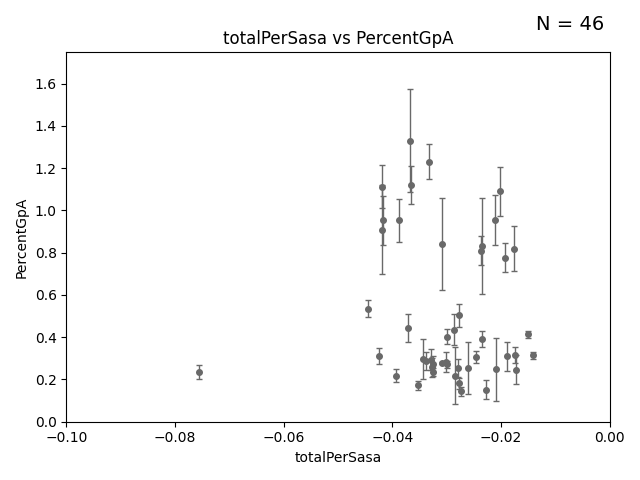 N = 46
totalPerSasa vs PercentGpA
PercentGpA
1.6
1.4
1.2
1.0
0.8
0.6
0.4
0.2
0.0
−0.10 −0.08 −0.06 −0.04 −0.02 0.00
totalPerSasa